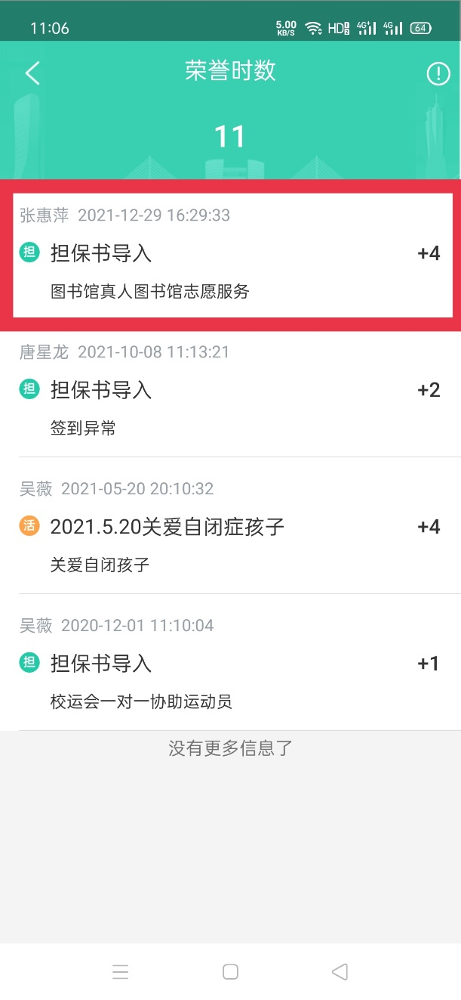 11:06
5.00 KB/S HD 4G+ 4G 64
荣誉时数
11
张惠萍 2021-12-29 16:29:33
担 担保书导入 +4
图书馆真人图书馆志愿服务
唐星龙 2021-10-08 11:13:21
担 担保书导入 +2
签到异常
吴薇 2021-05-20 20:10:32
活 2021.5.20关爱自闭症孩子 +4
关爱自闭孩子
吴薇 2020-12-01 11:10:04
担 担保书导入 +1
校运会一对一协助运动员
没有更多信息了